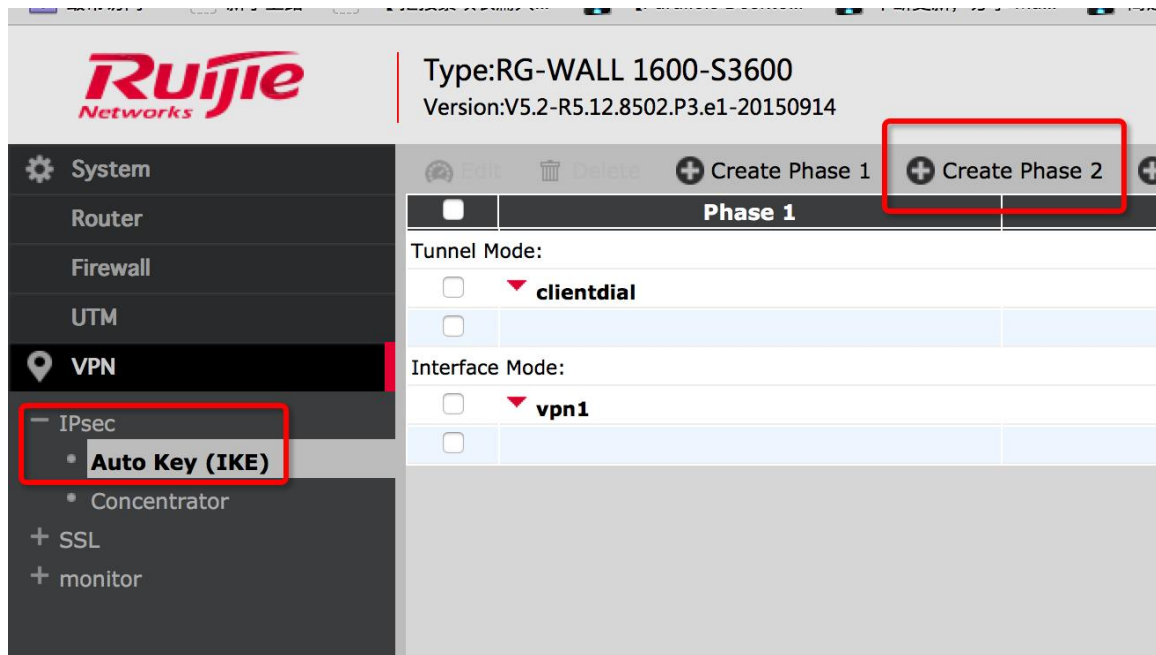 Ruijie
Networks
Type:RG-WALL 1600-S3600
Version:V5.2-R5.12.8502.P3.e1-20150914
System
Router
Firewall
UTM
VPN
IPsec
Auto Key (IKE)
Concentrator
SSL
monitor
Edit Delete Create Phase 1 Create Phase 2
Phase 1
Tunnel Mode:
clientdial
Interface Mode:
vpn1